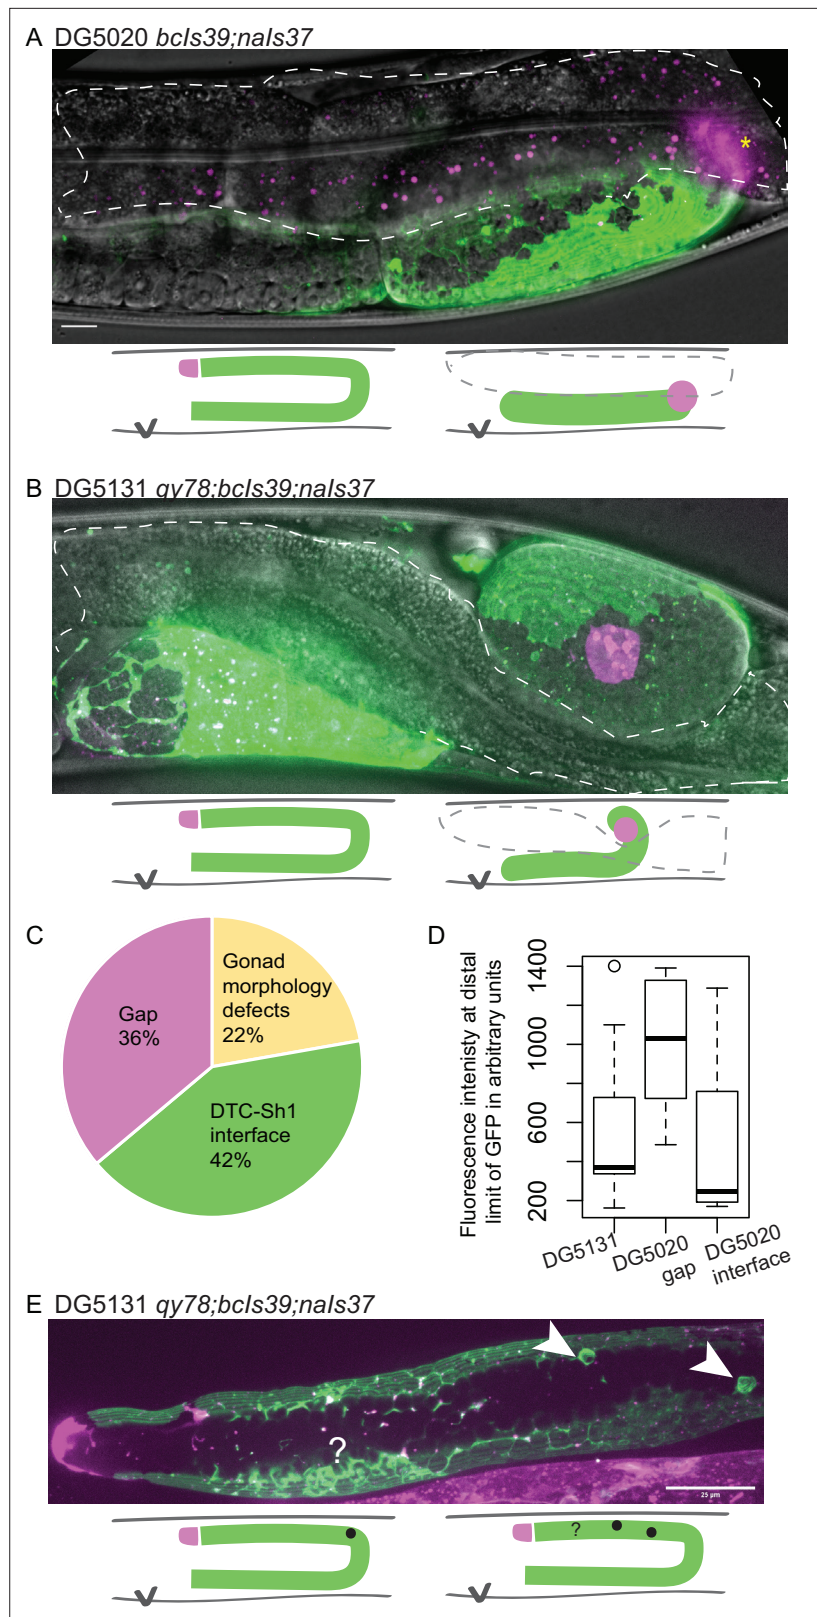 A DG5020 bcIs39;naIs37
*
B DG5131 qy78;bcIs39;naIs37
C
Gap
36%
Gonad
morphology
defects
22%
DTC-Sh1
interface
42%
D
Fluorescence intenisty at distal
limit of GFP in arbitrary units
1400
1000
600
200
DG5131
DG5020
gap
DG5020
interface
E DG5131 qy78;bcIs39;naIs37
?
25 µm
?